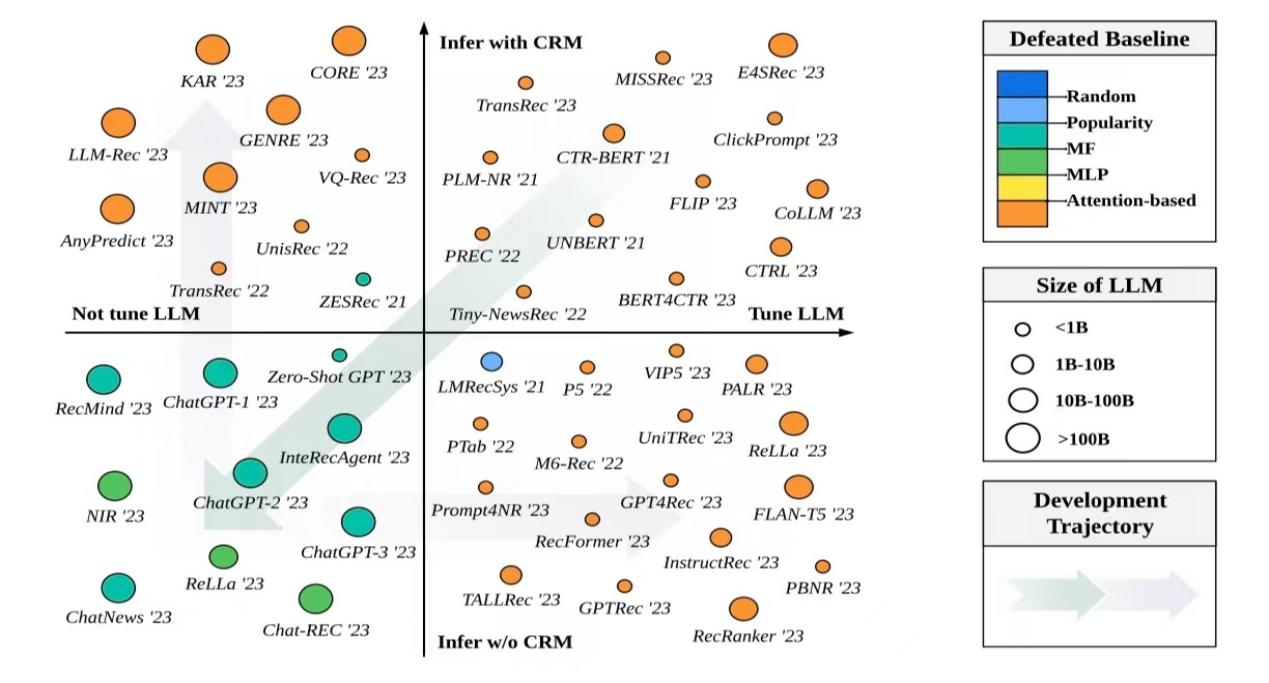 Infer with CRM
KAR '23
CORE '23
LLM-Rec '23
GENRE '23
VQ-Rec '23
MINT '23
AnyPredict '23
UnisRec '22
TransRec '22
ZESRec '21
Not tune LLM
MISSRec '23
E4SRec '23
TransRec '23
ClickPrompt '23
CTR-BERT '21
PLM-NR '21
FLIP '23
CoLLM '23
UNBERT '21
PREC '22
CTRL '23
BERT4CTR '23
Tiny-NewsRec '22
Tune LLM
Zero-Shot GPT '23
RecMind '23
ChatGPT-1 '23
InteRecAgent '23
ChatGPT-2 '23
NIR '23
ChatGPT-3 '23
ReLLa '23
ChatNews '23
Chat-REC '23
LMRecSys '21
P5 '22
VIP5 '23
PALR '23
PTab '22
UniTRec '23
ReLLa '23
M6-Rec '22
Prompt4NR '23
GPT4Rec '23
FLAN-T5 '23
RecFormer '23
InstructRec '23
PBNR '23
TALLRec '23
GPTRec '23
RecRanker '23
Infer w/o CRM
Defeated Baseline
Random
Popularity
MF
MLP
Attention-based
Size of LLM
<1B
1B-10B
10B-100B
>100B
Development
Trajectory